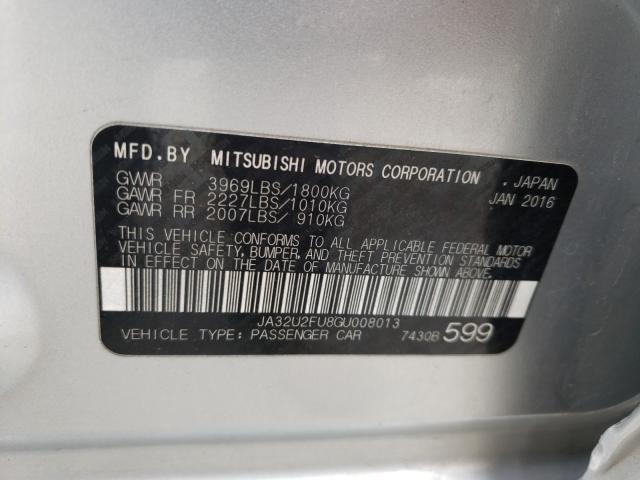 MFD.BY MITSUBISHI MOTORS CORPORATION , JAPAN
GVWR 3969LBS/1800KG JAN 2016
GAWR FR 2227LBS/1010KG
GAWR RR 2007LBS/ 910KG
THIS VEHICLE CONFORMS TO ALL APPLICABLE FEDERAL MOTOR
VEHICLE SAFETY, BUMPER, AND THEFT PREVENTION STANDARDS
IN EFFECT ON THE DATE OF MANUFACTURE SHOWN ABOVE.
JA32U2FU8GU008013
VEHICLE TYPE: PASSENGER CAR 7430B 599